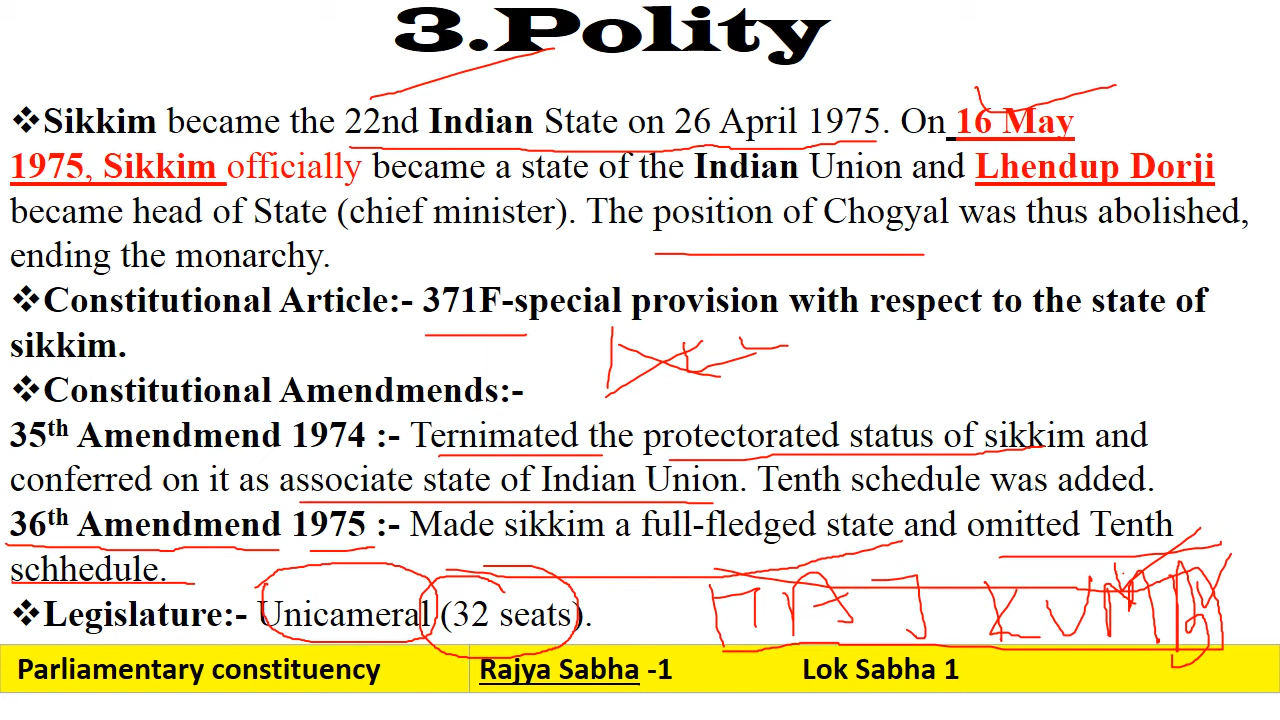 3.Polity
❖Sikkim became the 22nd Indian State on 26 April 1975. On 16 May
1975, Sikkim officially became a state of the Indian Union and Lhendup Dorji
became head of State (chief minister). The position of Chogyal was thus abolished,
ending the monarchy.
❖Constitutional Article:- 371F-special provision with respect to the state of
sikkim.
❖Constitutional Amendments:-
35th Amendmend 1974 :- Ternimated the protectorated status of sikkim and
conferred on it as associate state of Indian Union. Tenth schedule was added.
36th Amendmend 1975 :- Made sikkim a full-fledged state and omitted Tenth
schhedule.
❖Legislature:- Unicameral (32 seats).
Parliamentary constituency Rajya Sabha -1 Lok Sabha 1